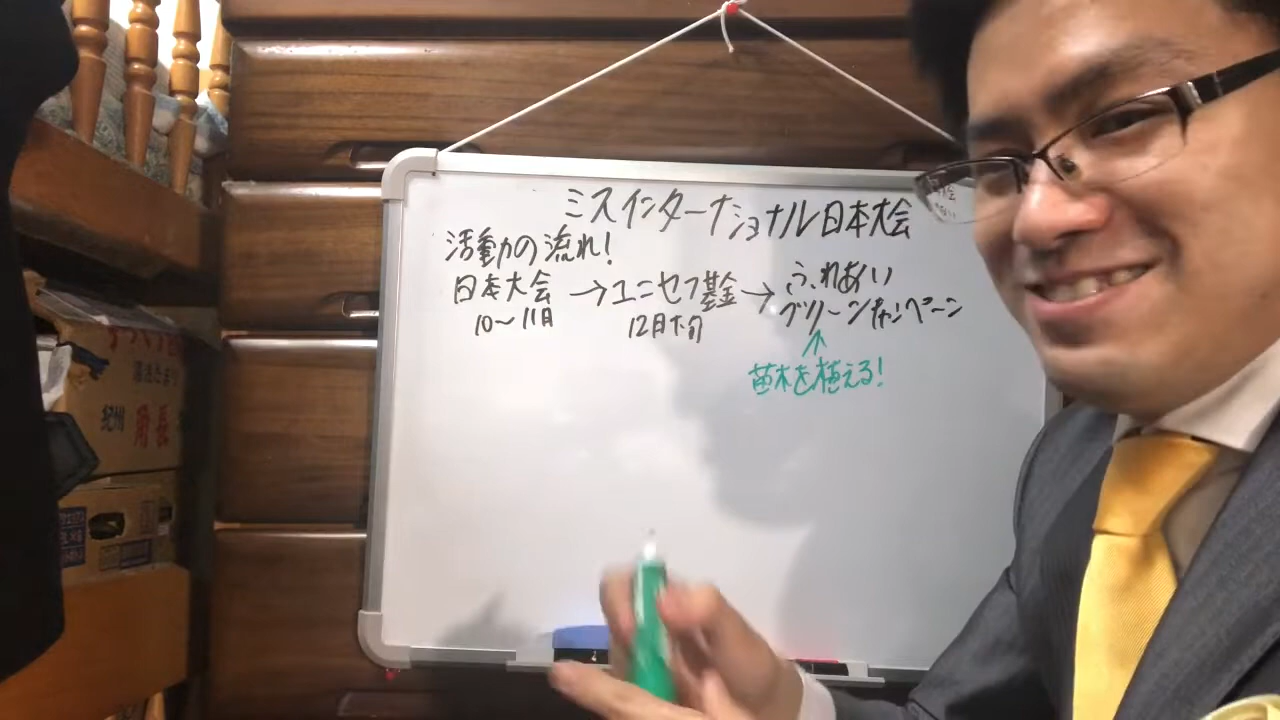 ミスインターナショナル日本大会
活動の流れ!
日本大会 → ユニセフ基金 → ふれあい
グリーンキャンペーン
10〜11月
12月下旬
↑
苗木を植える!
紀州